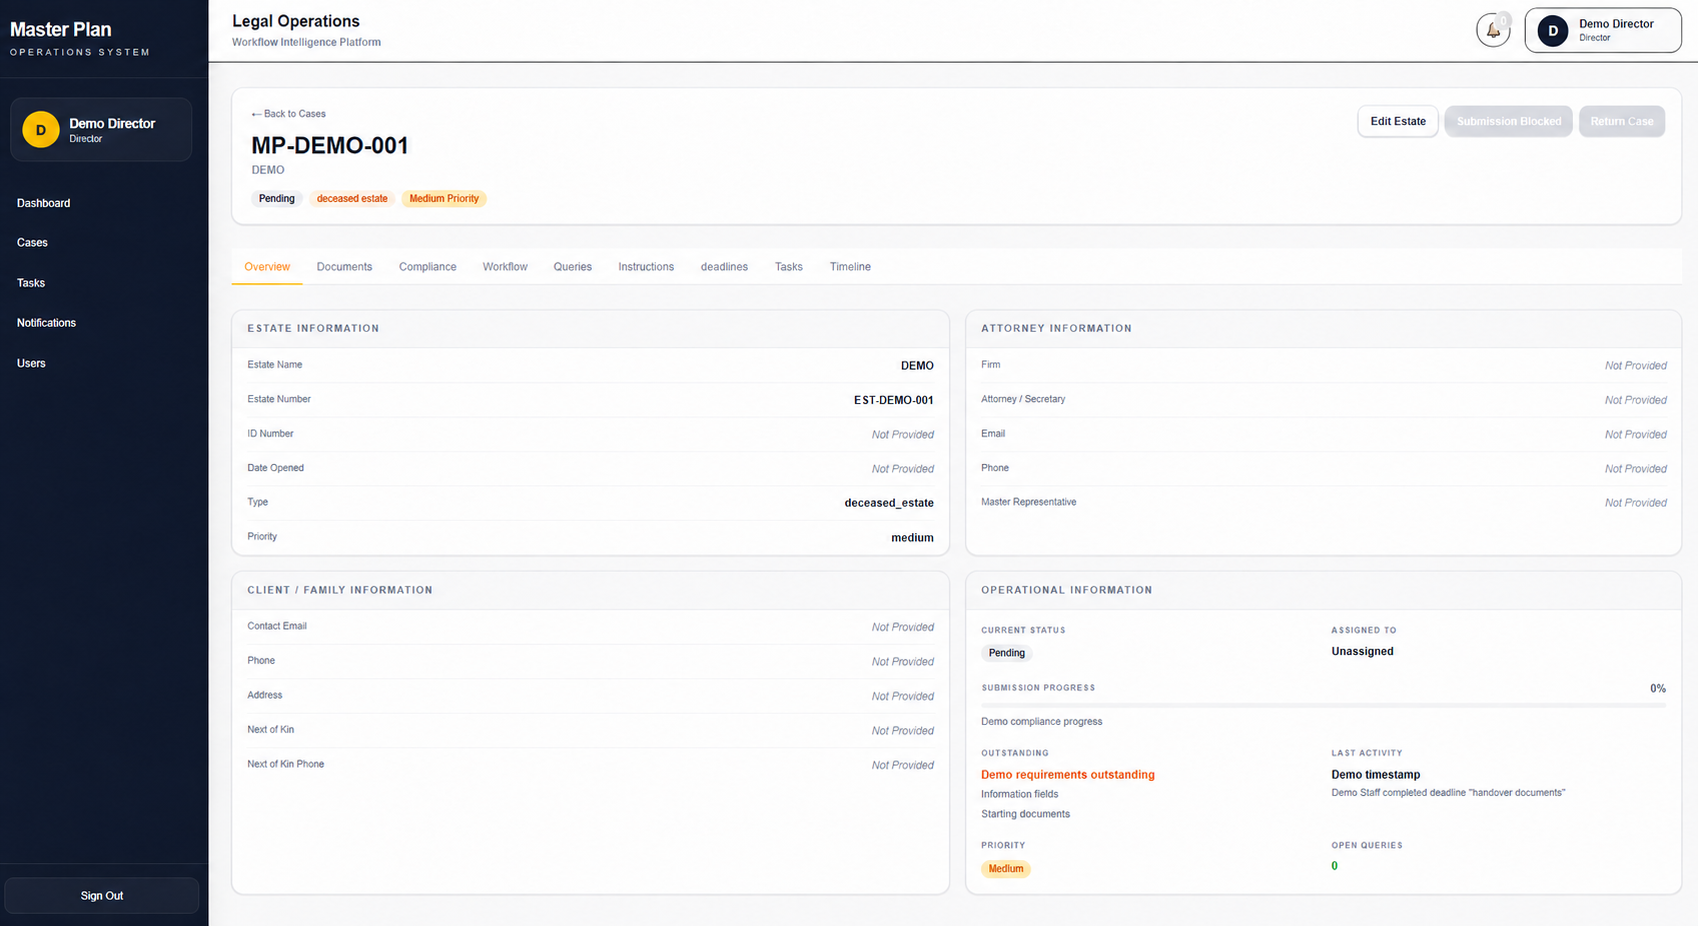 Master Plan
OPERATIONS SYSTEM
D
Demo Director
Director
Dashboard
Cases
Tasks
Notifications
Users
Sign Out
Legal Operations
Workflow Intelligence Platform
0
D
Demo Director
Director
← Back to Cases
MP-DEMO-001
DEMO
Pending deceased estate Medium Priority
Edit Estate Submission Blocked Return Case
Overview Documents Compliance Workflow Queries Instructions deadlines Tasks Timeline
ESTATE INFORMATION
Estate Name DEMO
Estate Number EST-DEMO-001
ID Number Not Provided
Date Opened Not Provided
Type deceased_estate
Priority medium
ATTORNEY INFORMATION
Firm Not Provided
Attorney / Secretary Not Provided
Email Not Provided
Phone Not Provided
Master Representative Not Provided
CLIENT / FAMILY INFORMATION
Contact Email Not Provided
Phone Not Provided
Address Not Provided
Next of Kin Not Provided
Next of Kin Phone Not Provided
OPERATIONAL INFORMATION
CURRENT STATUS
Pending
ASSIGNED TO
Unassigned
SUBMISSION PROGRESS 0%
Demo compliance progress
OUTSTANDING
Demo requirements outstanding
Information fields
Starting documents
LAST ACTIVITY
Demo timestamp
Demo Staff completed deadline "handover documents"
PRIORITY
Medium
OPEN QUERIES
0